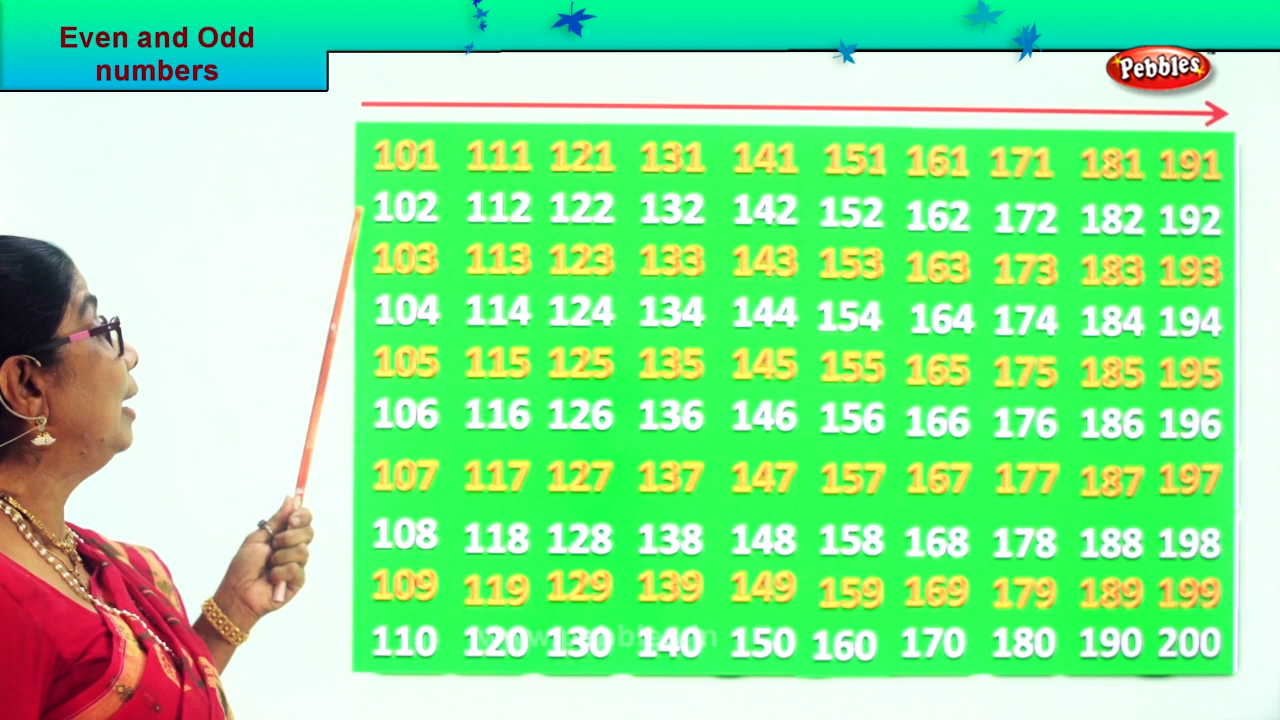 Even and Odd
numbers
Pebbles
101 111 121 131 141 151 161 171 181 191
102 112 122 132 142 152 162 172 182 192
103 113 123 133 143 153 163 173 183 193
104 114 124 134 144 154 164 174 184 194
105 115 125 135 145 155 165 175 185 195
106 116 126 136 146 156 166 176 186 196
107 117 127 137 147 157 167 177 187 197
108 118 128 138 148 158 168 178 188 198
109 119 129 139 149 159 169 179 189 199
110 120 130 140 150 160 170 180 190 200